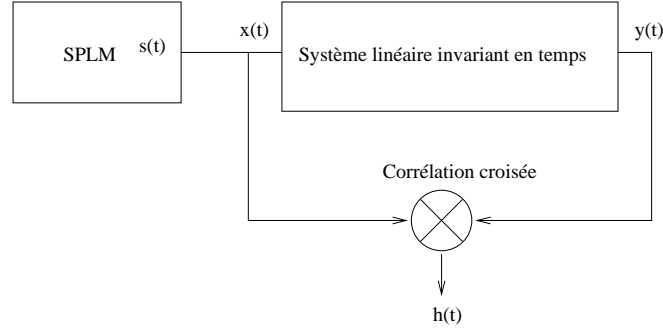 SPLM
s(t)
x(t)
Système linéaire invariant en temps
y(t)
Corrélation croisée
h(t)